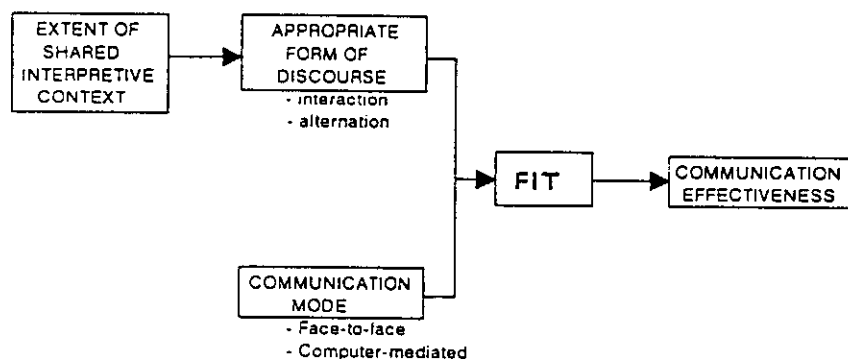 EXTENT OF
SHARED
INTERPRETIVE
CONTEXT
APPROPRIATE
FORM OF
DISCOURSE
- interaction
- alternation
FIT
COMMUNICATION
EFFECTIVENESS
COMMUNICATION
MODE
- Face-to-face
- Computer-mediated